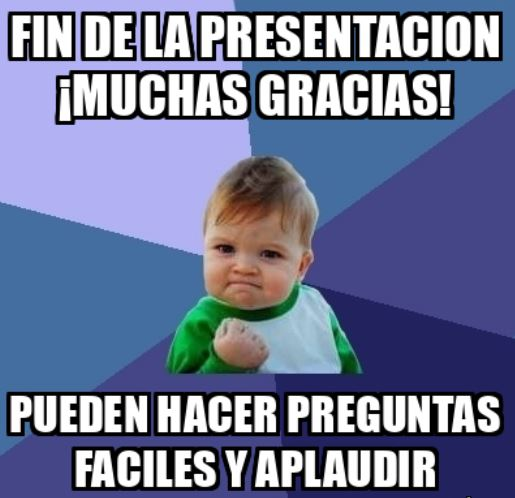 FIN DE LA PRESENTACION
¡MUCHAS GRACIAS!
PUEDEN HACER PREGUNTAS
FACILES Y APLAUDIR